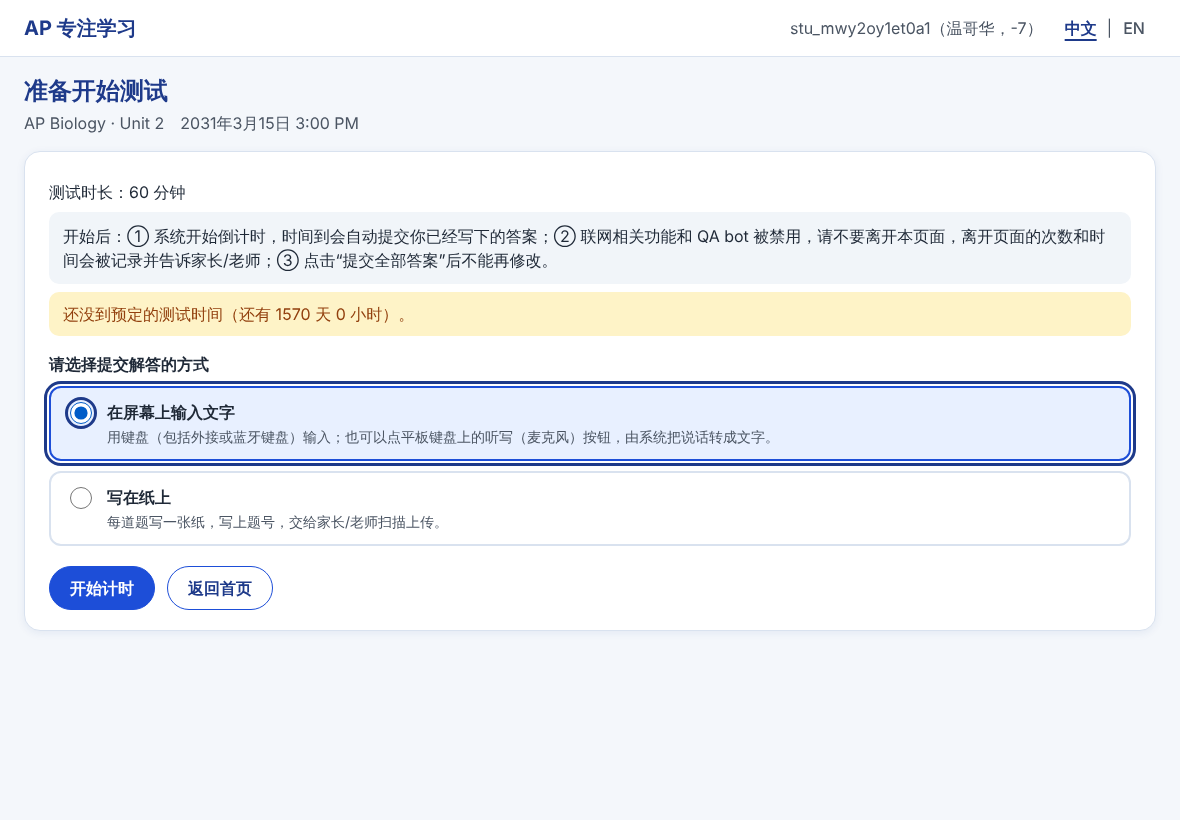 AP 专注学习
stu_mwy2oy1et0a1（温哥华，-7）
中文 | EN
准备开始测试
AP Biology · Unit 2 2031年3月15日 3:00 PM
测试时长：60 分钟
开始后：① 系统开始倒计时，时间到会自动提交你已经写下的答案；② 联网相关功能和 QA bot 被禁用，请不要离开本页面，离开页面的次数和时
间会被记录并告诉家长/老师；③ 点击“提交全部答案”后不能再修改。
还没到预定的测试时间（还有 1570 天 0 小时）。
请选择提交解答的方式
在屏幕上输入文字
用键盘（包括外接或蓝牙键盘）输入；也可以点平板键盘上的听写（麦克风）按钮，由系统把说话转成文字。
写在纸上
每道题写一张纸，写上题号，交给家长/老师扫描上传。
开始计时
返回首页